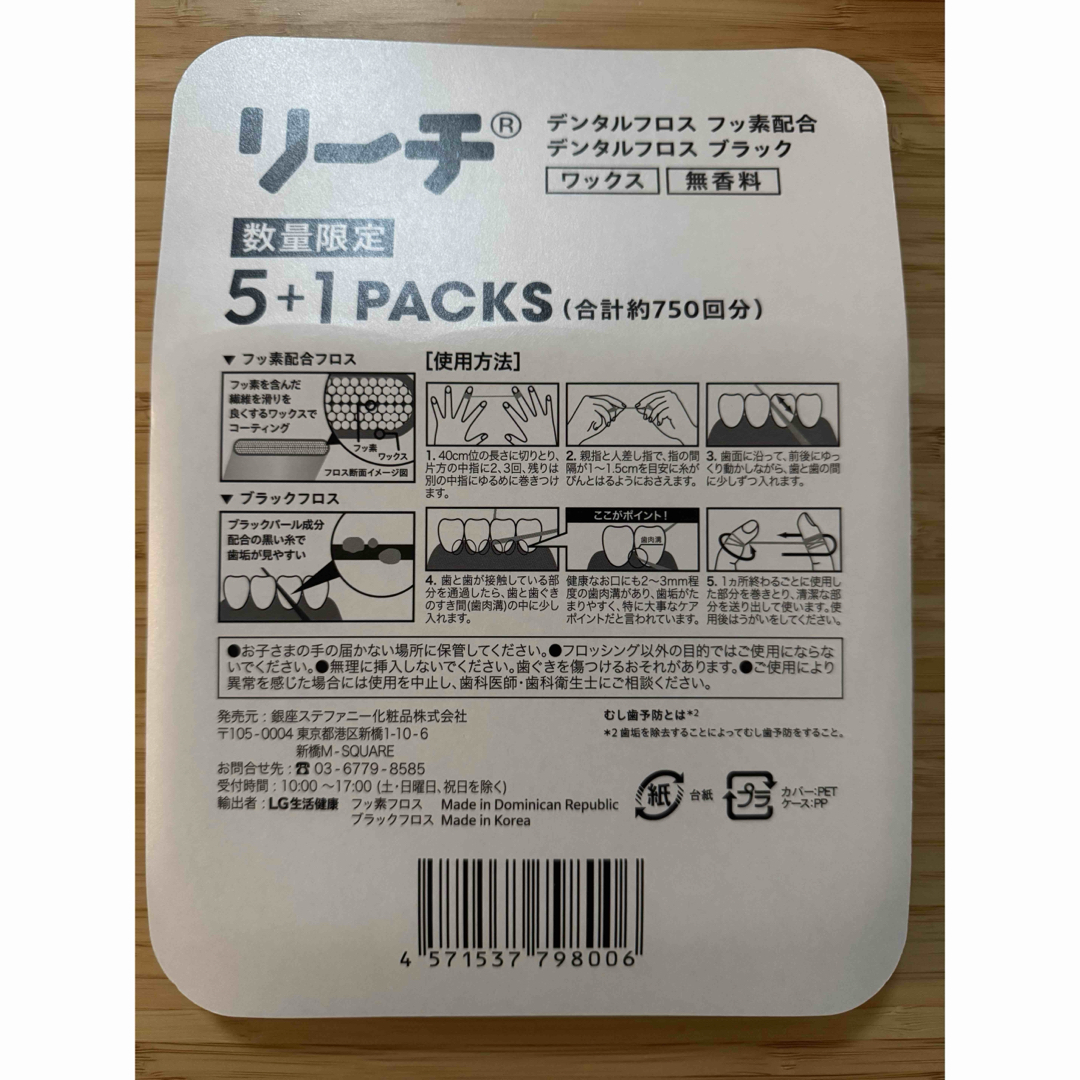 リーチ®
デンタルフロス フッ素配合
デンタルフロス ブラック
ワックス 無香料
数量限定
5+1 PACKS (合計約750回分)
▼ フッ素配合フロス
フッ素を含んだ
繊維を滑りを
良くするワックスで
コーティング
フッ素
ワックス
フロス断面イメージ図
▼ ブラックフロス
ブラックパール成分
配合の黒い糸で
歯垢が見やすい
[使用方法]
1. 40cm位の長さに切りとり、
片方の中指に2、3回、残りは
別の中指にゆるめに巻きつけ
ます。
2. 親指と人差し指で、指の間
隔が1〜1.5cmを目安に糸が
ぴんとはるようにおさえます。
3. 歯面に沿って、前後にゆっ
くり動かしながら、歯と歯の間
に少しずつ入れます。
4. 歯と歯が接触している部
分を通過したら、歯と歯ぐき
のすき間(歯肉溝)の中に少し
入れます。
ここがポイント!
歯肉溝
健康なお口にも2〜3mm程
度の歯肉溝があり、歯垢がた
まりやすく、特に大事なケア
ポイントだと言われています。
5. 1ヵ所終わるごとに使用し
た部分を巻きとり、清潔な部
分を送り出して使います。使
用後はうがいをしてください。
●お子さまの手の届かない場所に保管してください。●フロッシング以外の目的ではご使用にならな
いでください。●無理に挿入しないでください。歯ぐきを傷つけるおそれがあります。●ご使用により
異常を感じた場合には使用を中止し、歯科医師・歯科衛生士にご相談ください。
発売元：銀座ステファニー化粧品株式会社
〒105-0004 東京都港区新橋1-10-6
新橋M-SQUARE
お問合せ先：☎ 03-6779-8585
受付時間：10:00 〜17:00 (土・日曜日、祝日を除く)
輸出者：LG生活健康 フッ素フロス Made in Dominican Republic
ブラックフロス Made in Korea
むし歯予防とは*2
*2 歯垢を除去することによってむし歯予防をすること。
紙 台紙
プラ カバー:PET
ケース:PP
4 571537 798006